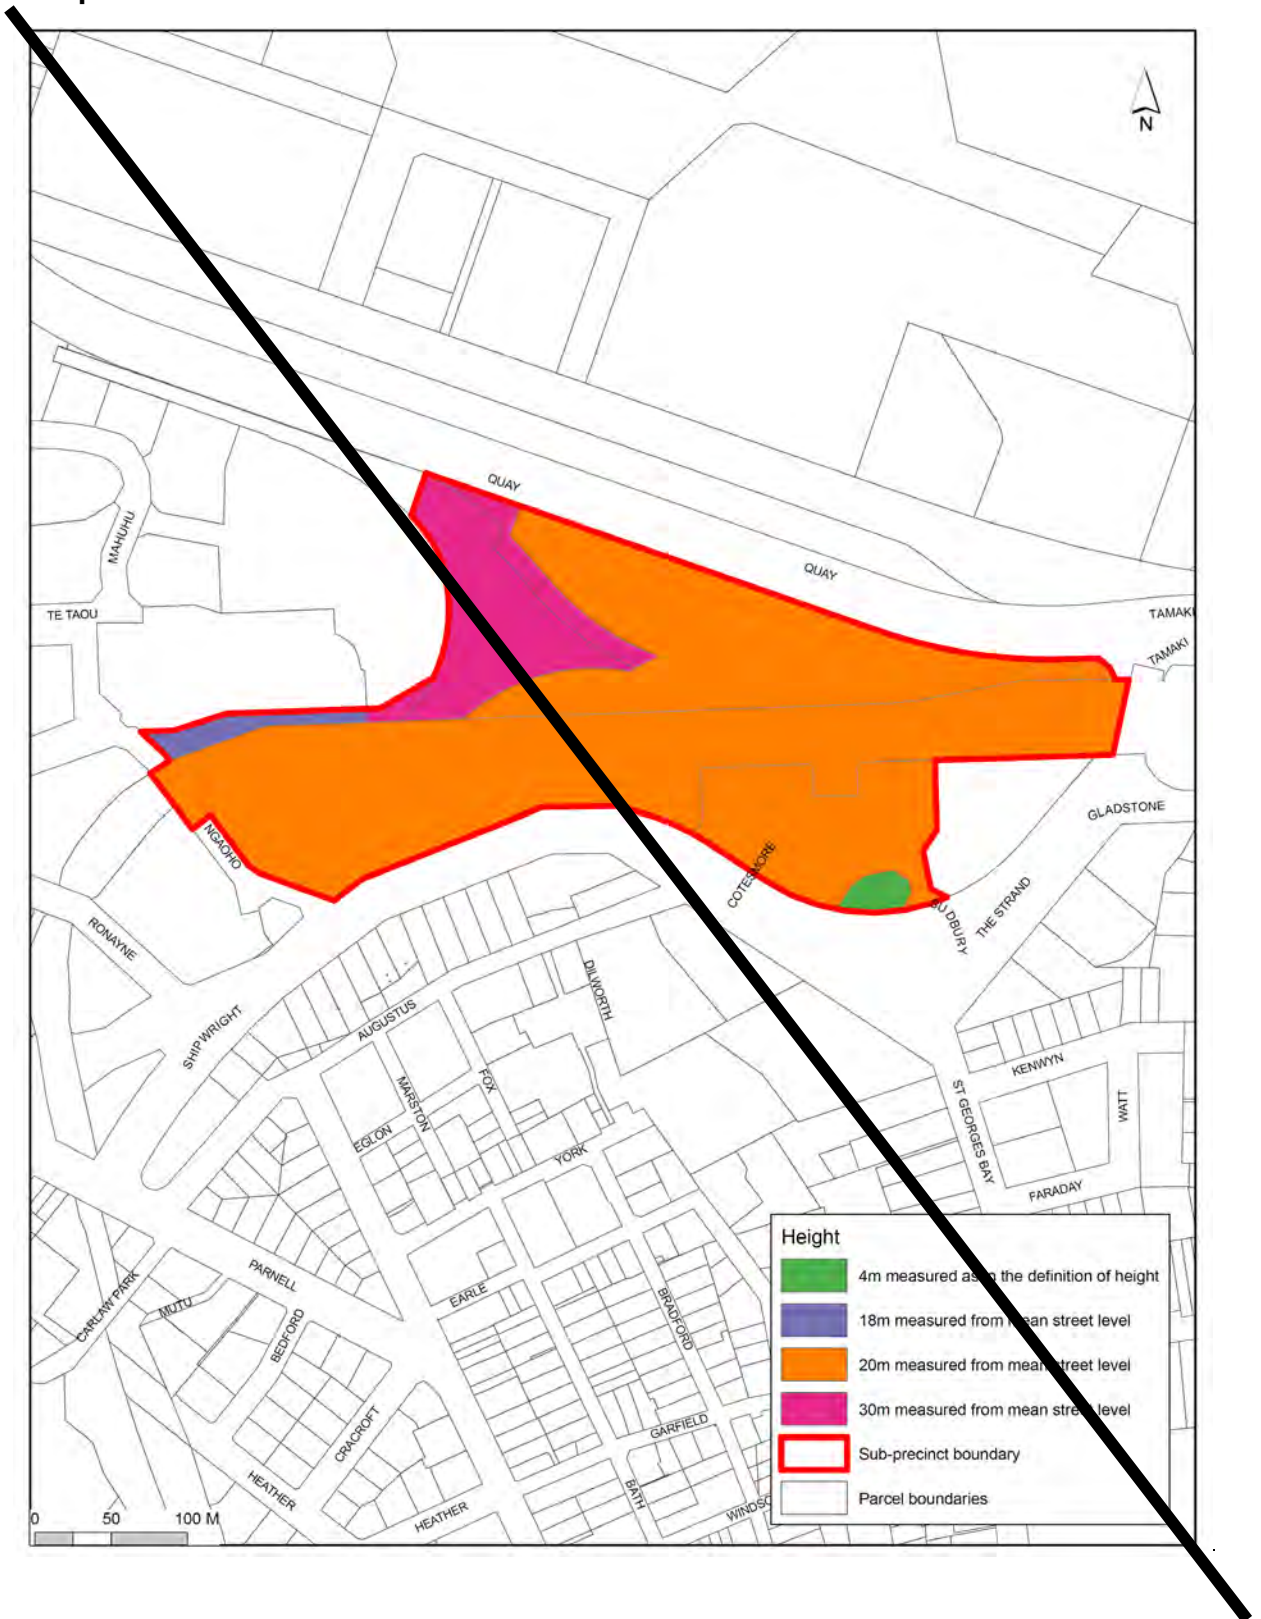 N
QUAY
QUAY
MAHUHU
TE TAOU
TAMAKI
TAMAKI
GLADSTONE
NGAOHO
COTESMORE
SUDBURY
THE STRAND
RONAYNE
DILWORTH
SHIPWRIGHT
AUGUSTUS
KENWYN
FOX
MARSTON
ST GEORGES BAY
WATT
EGLON
YORK
FARADAY
PARNELL
CARLAW PARK
MUTU
EARLE
BRADFORD
BEDFORD
GARFIELD
CRACROFT
HEATHER
HEATHER
BATH
WINDSO
Height
4m measured as in the definition of height
18m measured from mean street level
20m measured from mean street level
30m measured from mean street level
Sub-precinct boundary
Parcel boundaries
0 50 100 M